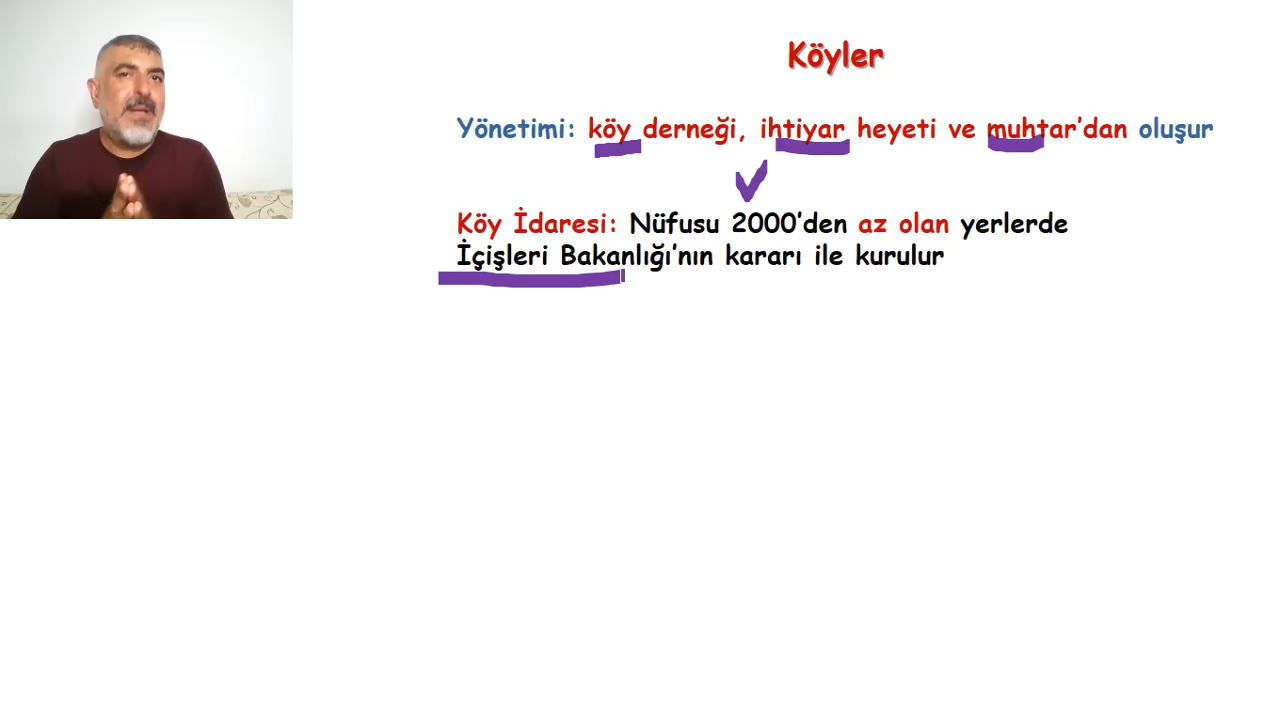 Köyler
Yönetimi: köy derneği, ihtiyar heyeti ve muhtar'dan oluşur
Köy İdaresi: Nüfusu 2000'den az olan yerlerde
İçişleri Bakanlığı'nın kararı ile kurulur